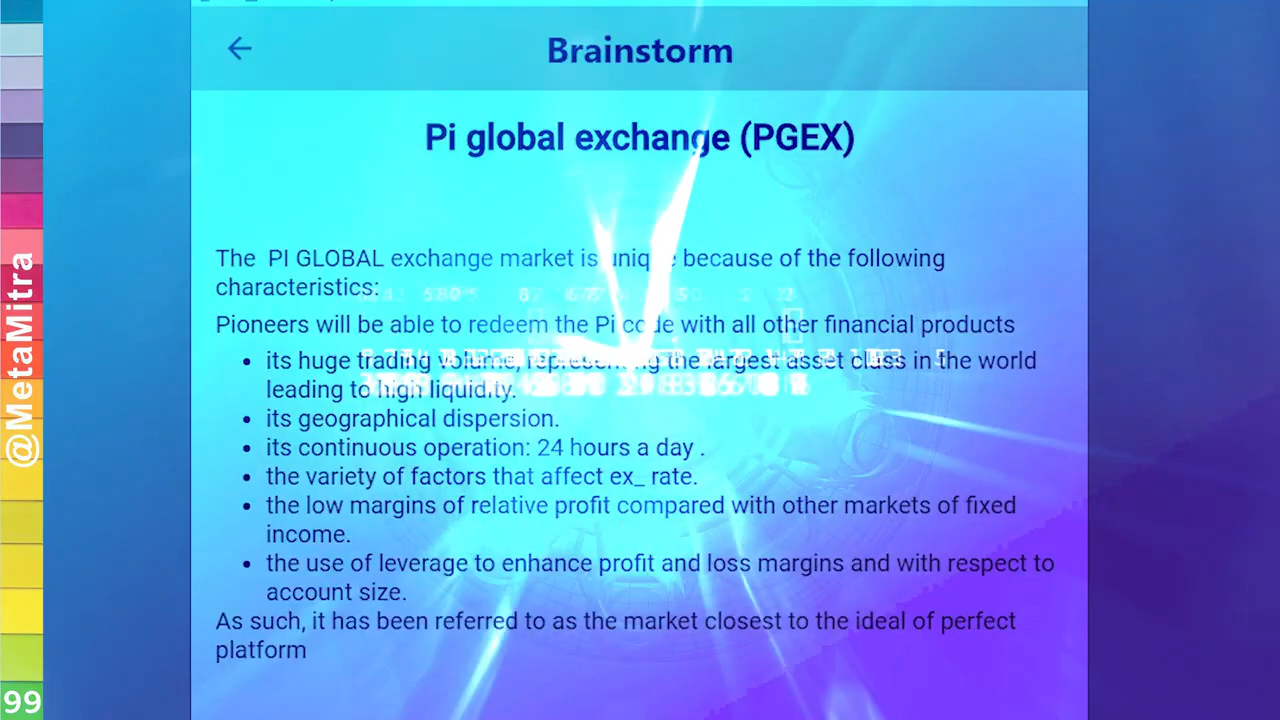 Brainstorm
Pi global exchange (PGEX)
The PI GLOBAL exchange market is unique because of the following
characteristics:
Pioneers will be able to redeem the Pi code with all other financial products
• its huge trading volume, representing the largest asset class in the world
leading to high liquidity.
• its geographical dispersion.
• its continuous operation: 24 hours a day .
• the variety of factors that affect ex_ rate.
• the low margins of relative profit compared with other markets of fixed
income.
• the use of leverage to enhance profit and loss margins and with respect to
account size.
As such, it has been referred to as the market closest to the ideal of perfect
platform
@MetaMitra
99